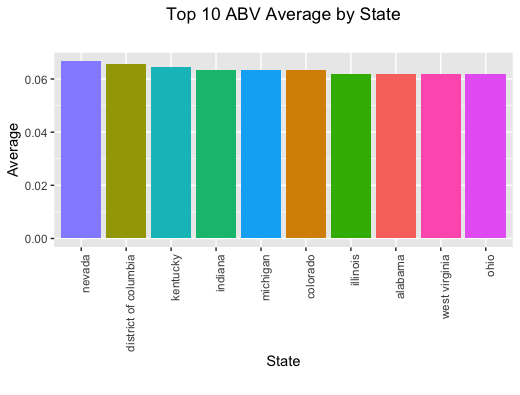 Top 10 ABV Average by State
Average
0.06
0.04
0.02
0.00
nevada
district of columbia
kentucky
indiana
michigan
colorado
illinois
alabama
west virginia
ohio
State